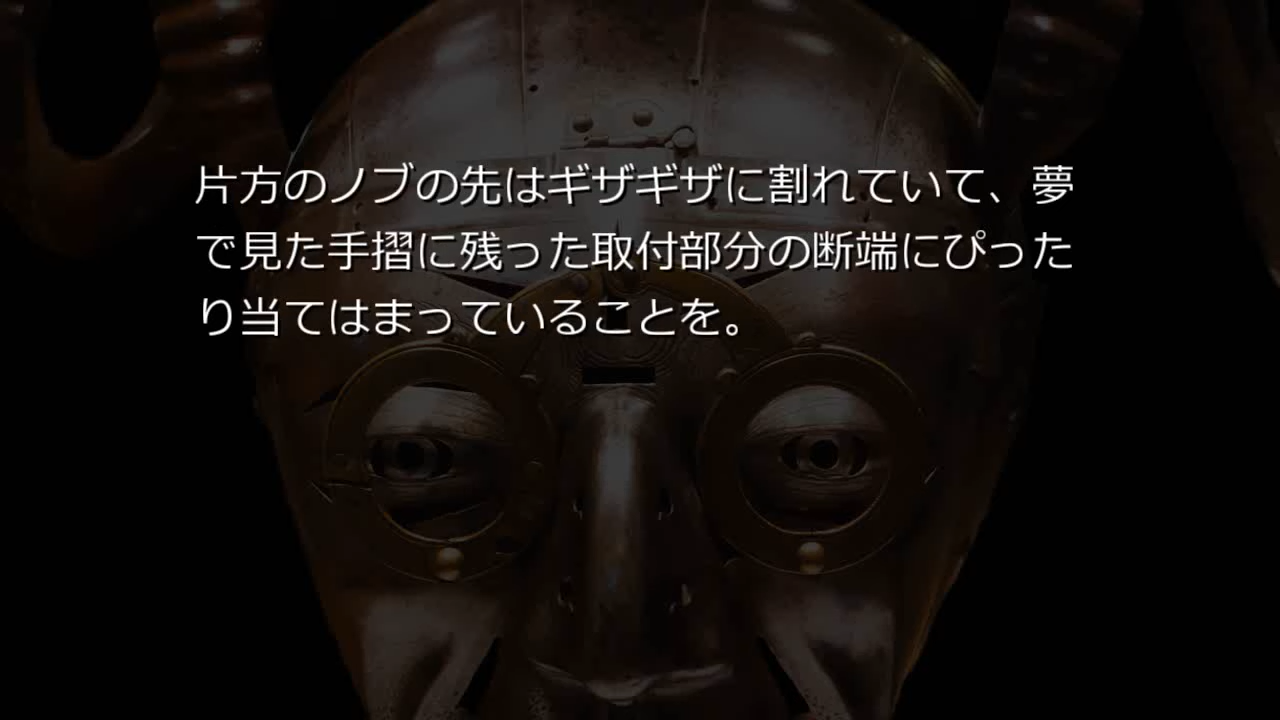 片方のノブの先はギザギザに割れていて、夢
で見た手摺に残った取付部分の断端にぴった
り当てはまっていることを。